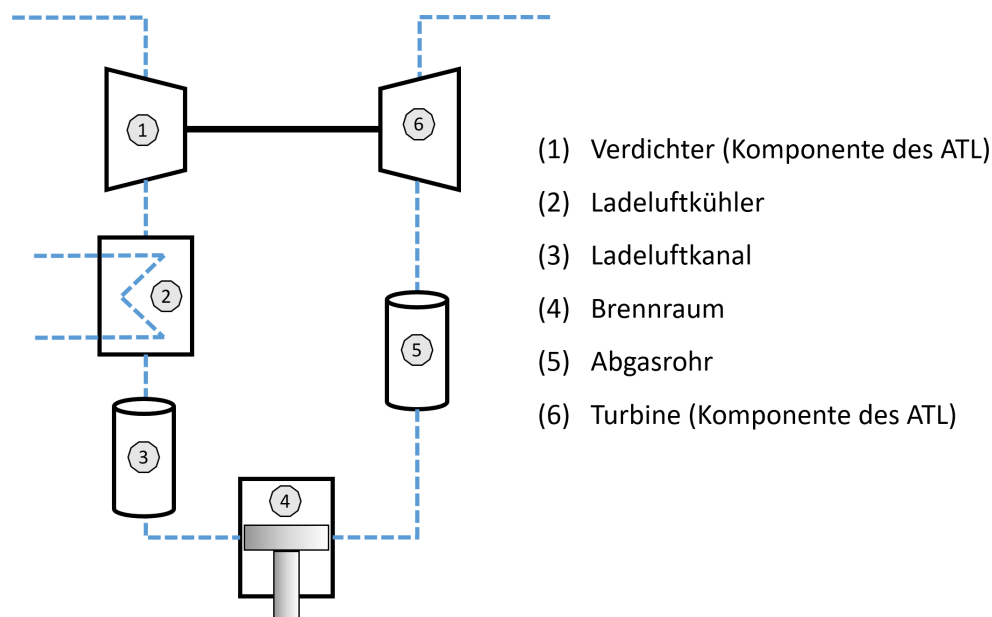 1
6
2
5
3
4
(1) Verdichter (Komponente des ATL)
(2) Ladeluftkühler
(3) Ladeluftkanal
(4) Brennraum
(5) Abgasrohr
(6) Turbine (Komponente des ATL)